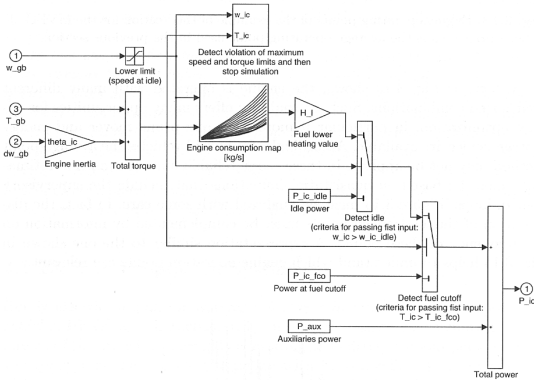 w_ic
T_ic
Detect violation of maximum
speed and torque limits and then
stop simulation
1
w_gb
Lower limit
(speed at idle)
3
T_gb
2
dw_gb
theta_ic
Engine inertia
+
+
Total torque
Engine consumption map
[kg/s]
H_l
Fuel lower
heating value
P_ic_idle
Idle power
Detect idle
(criteria for passing fist input:
w_ic > w_ic_idle)
P_ic_fco
Power at fuel cutoff
Detect fuel cutoff
(criteria for passing fist input:
T_ic > T_ic_fco)
P_aux
Auxiliaries power
+
+
Total power
1
P_ic